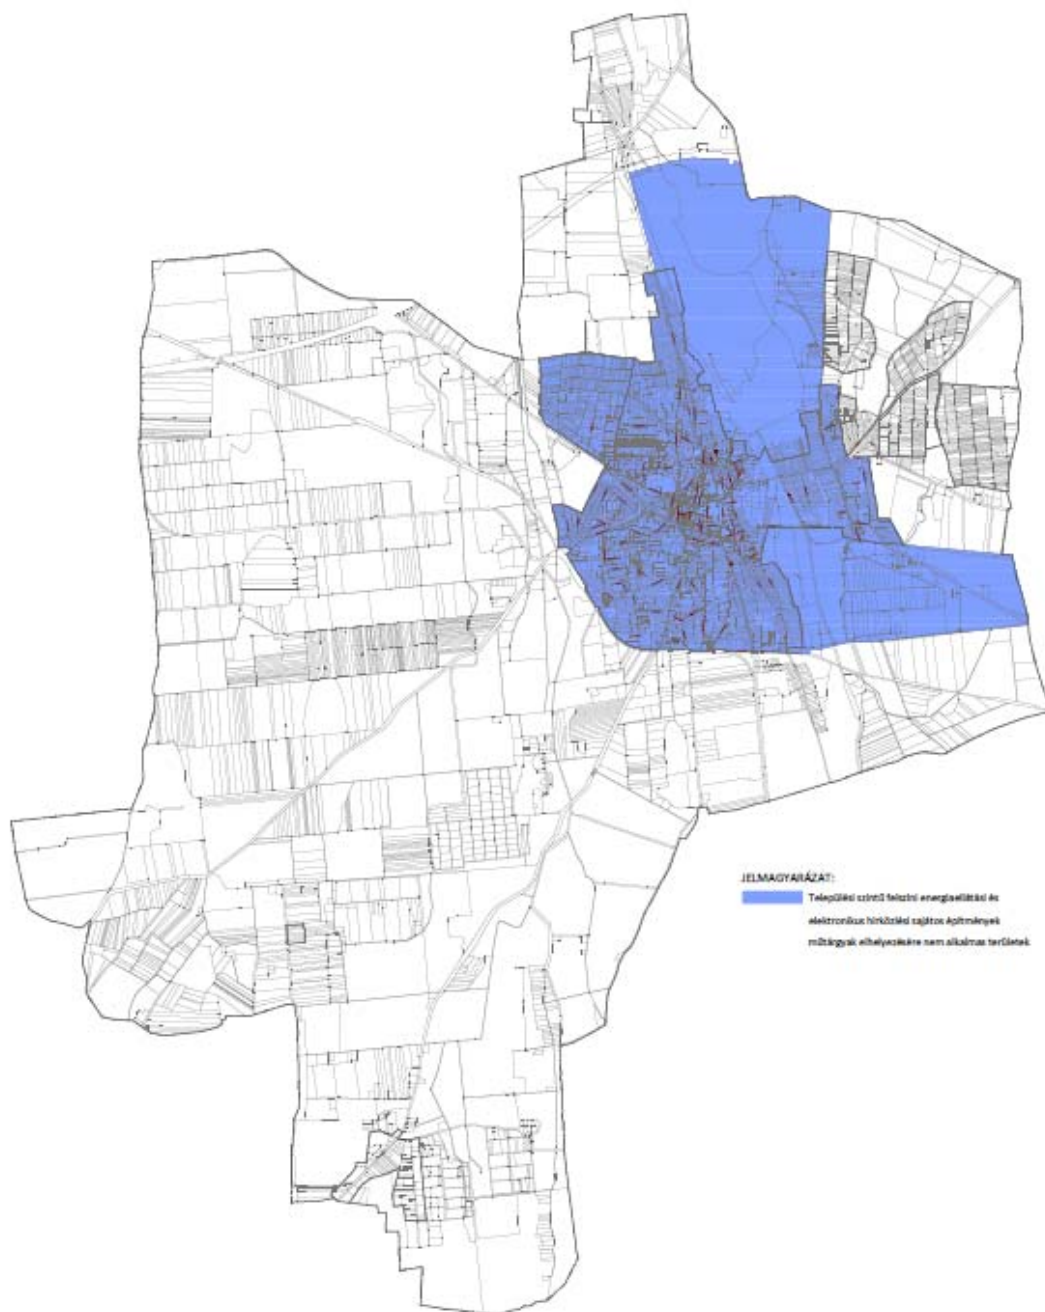 JELMAGYARÁZAT:
Települési szintű felszíni energiaellátási és
elektronikus hírközlési sajátos építmények
műtárgyak elhelyezésére nem alkalmas területek